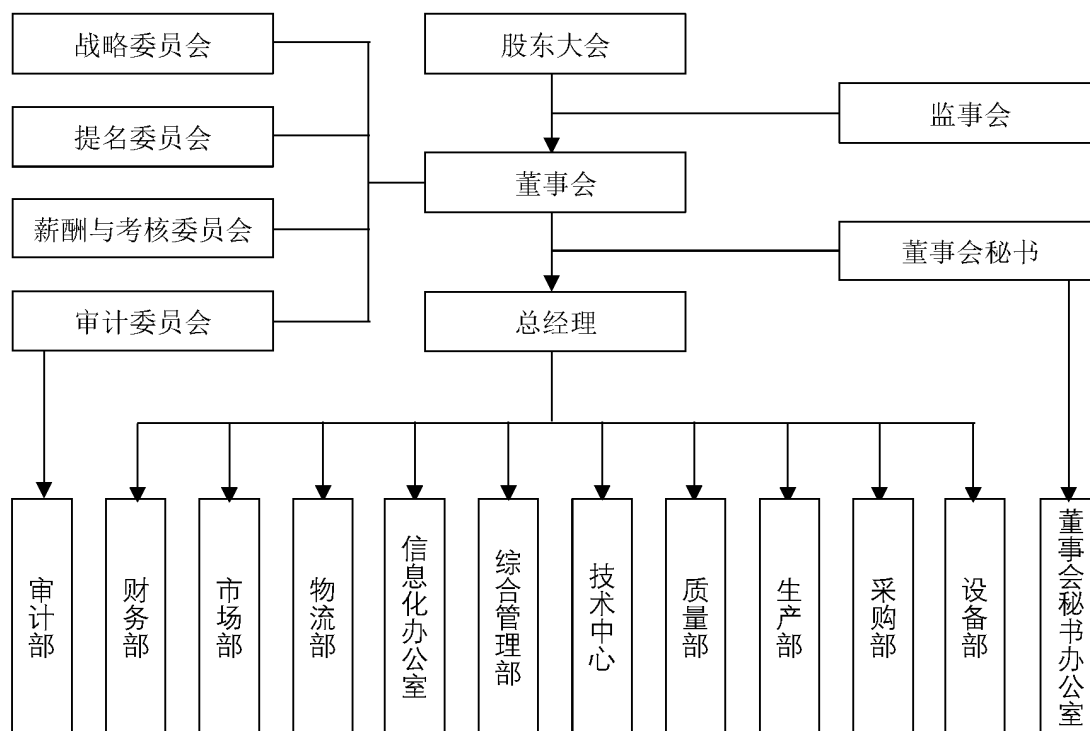 战略委员会
股东大会
提名委员会
监事会
董事会
薪酬与考核委员会
董事会秘书
审计委员会
总经理
审计部
财务部
市场部
物流部
信息化办公室
综合管理部
技术中心
质量部
生产部
采购部
设备部
董事会秘书办公室